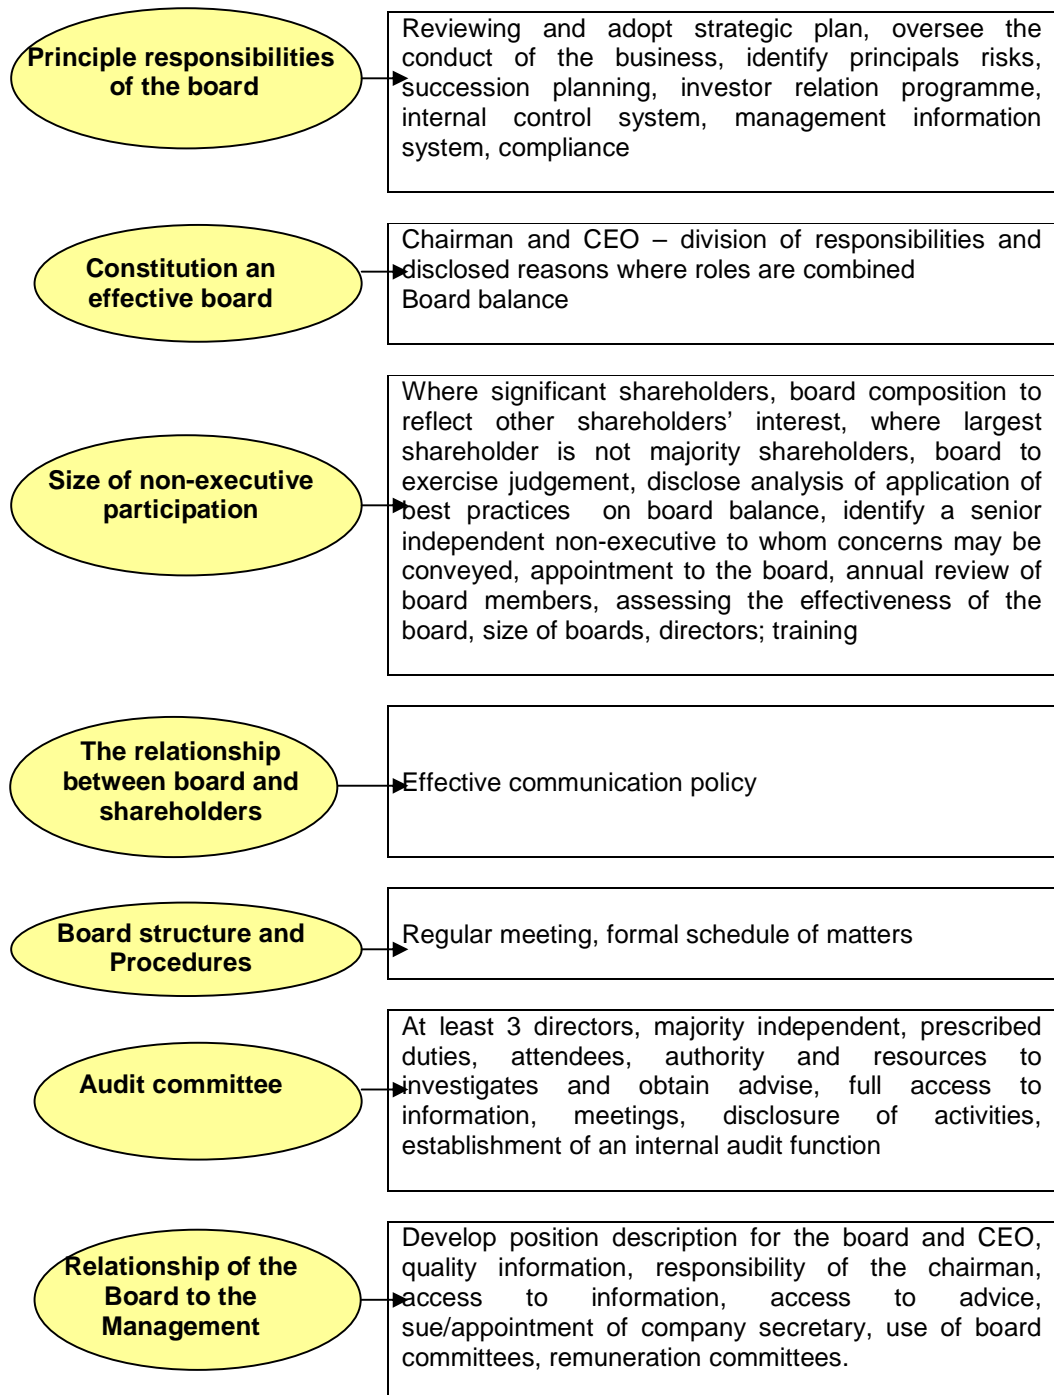 Principle responsibilities
of the board
Reviewing and adopt strategic plan, oversee the
conduct of the business, identify principals risks,
succession planning, investor relation programme,
internal control system, management information
system, compliance
Constitution an
effective board
Chairman and CEO – division of responsibilities and
disclosed reasons where roles are combined
Board balance
Size of non-executive
participation
Where significant shareholders, board composition to
reflect other shareholders’ interest, where largest
shareholder is not majority shareholders, board to
exercise judgement, disclose analysis of application of
best practices on board balance, identify a senior
independent non-executive to whom concerns may be
conveyed, appointment to the board, annual review of
board members, assessing the effectiveness of the
board, size of boards, directors; training
The relationship
between board and
shareholders
Effective communication policy
Board structure and
Procedures
Regular meeting, formal schedule of matters
Audit committee
At least 3 directors, majority independent, prescribed
duties, attendees, authority and resources to
investigates and obtain advise, full access to
information, meetings, disclosure of activities,
establishment of an internal audit function
Relationship of the
Board to the
Management
Develop position description for the board and CEO,
quality information, responsibility of the chairman,
access to information, access to advice,
sue/appointment of company secretary, use of board
committees, remuneration committees.